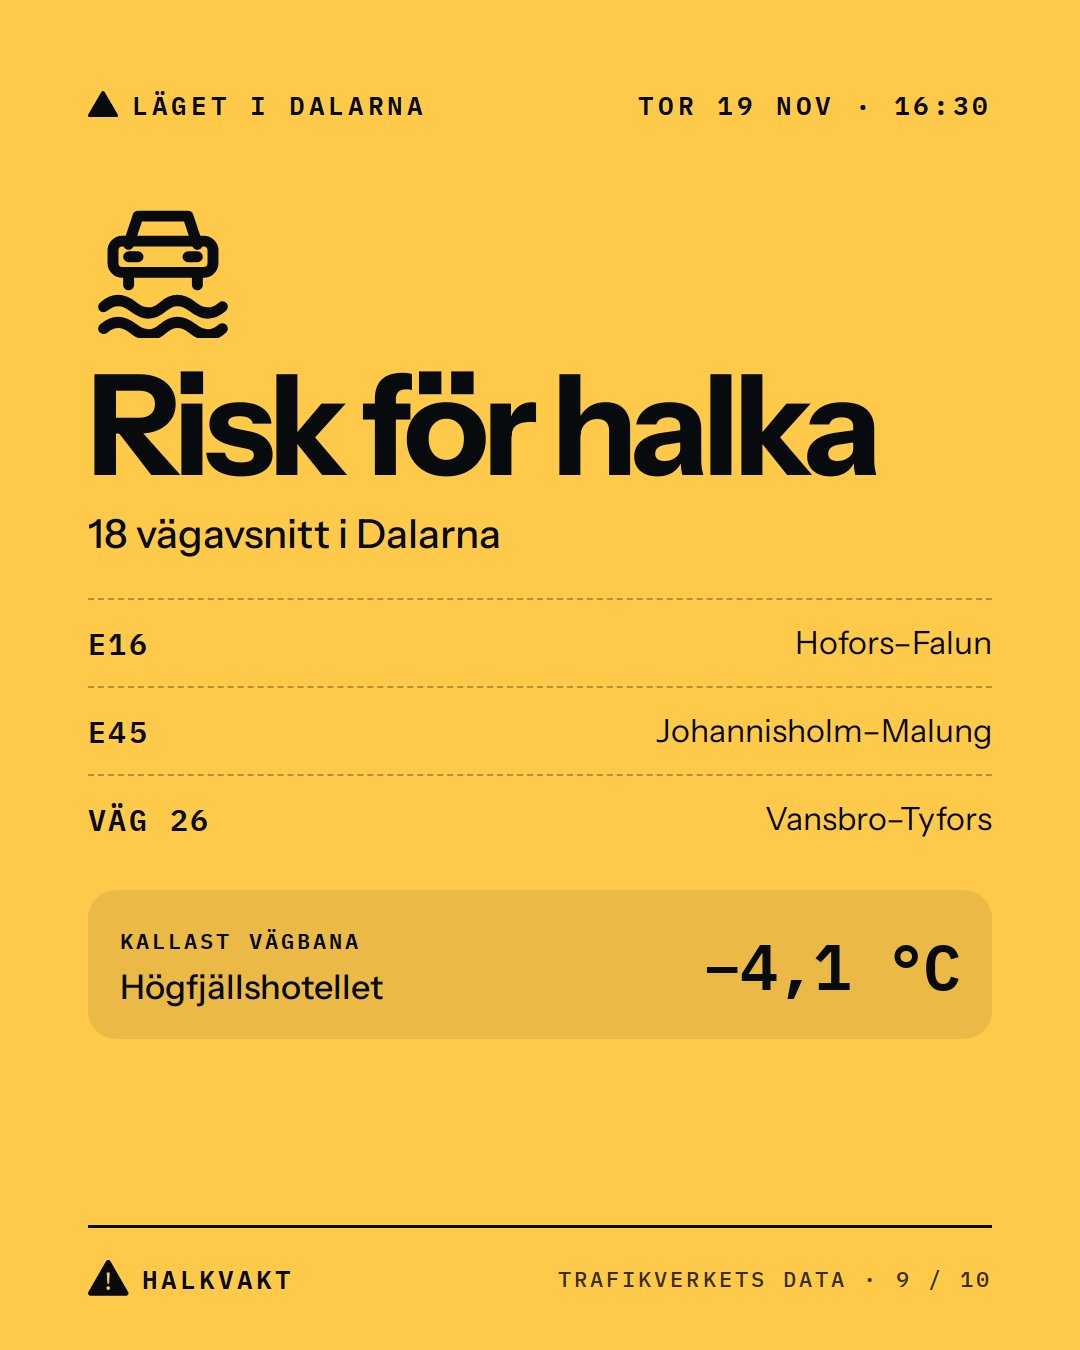 LÄGET I DALARNA
TOR 19 NOV · 16:30
Risk för halka
18 vägavsnitt i Dalarna
E16 Hofors–Falun
E45 Johannisholm–Malung
VÄG 26 Vansbro–Tyfors
KALLAST VÄGBANA
Högfjällshotellet
−4,1 °C
HALKVAKT
TRAFIKVERKETS DATA · 9 / 10